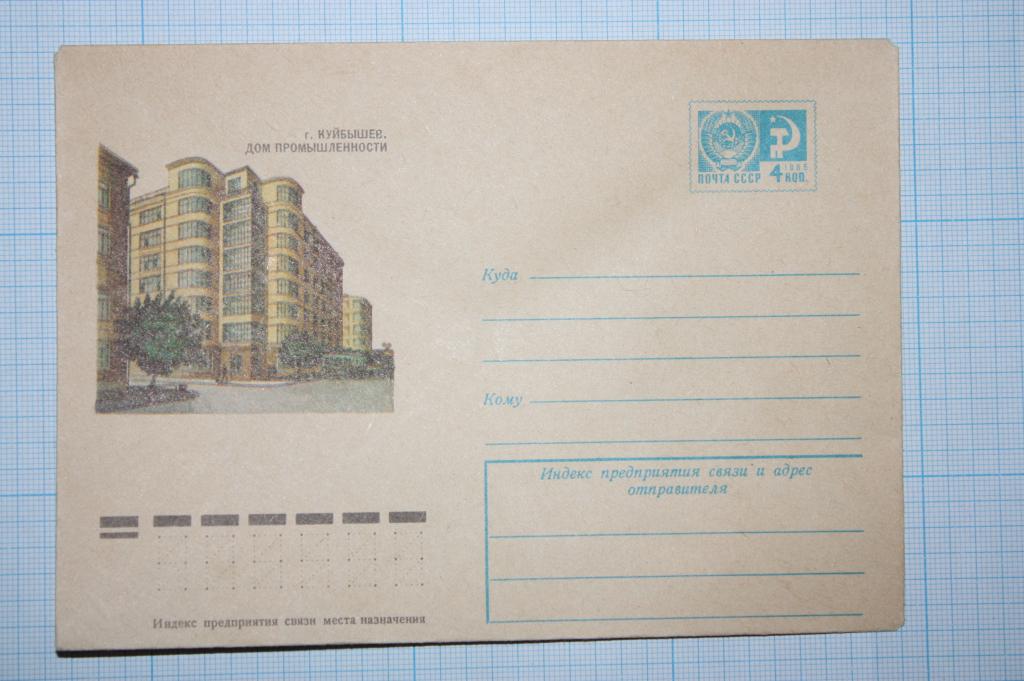 г. КУЙБЫШЕВ.
ДОМ ПРОМЫШЛЕННОСТИ
1966
ПОЧТА СССР 4 КОП.
Куда
Кому
Индекс предприятия связи и адрес
отправителя
Индекс предприятия связи места назначения